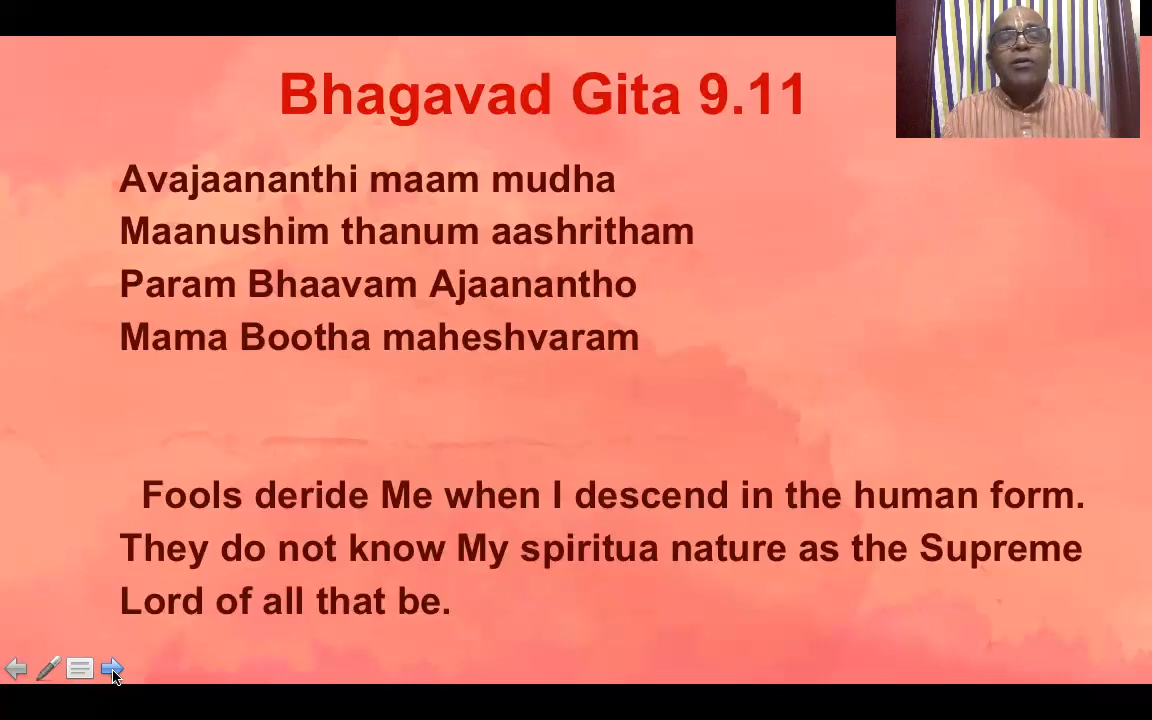 Bhagavad Gita 9.11
Avajaananthi maam mudha
Maanushim thanum aashritham
Param Bhaavam Ajaanantho
Mama Bootha maheshvaram
Fools deride Me when I descend in the human form.
They do not know My spiritua nature as the Supreme
Lord of all that be.